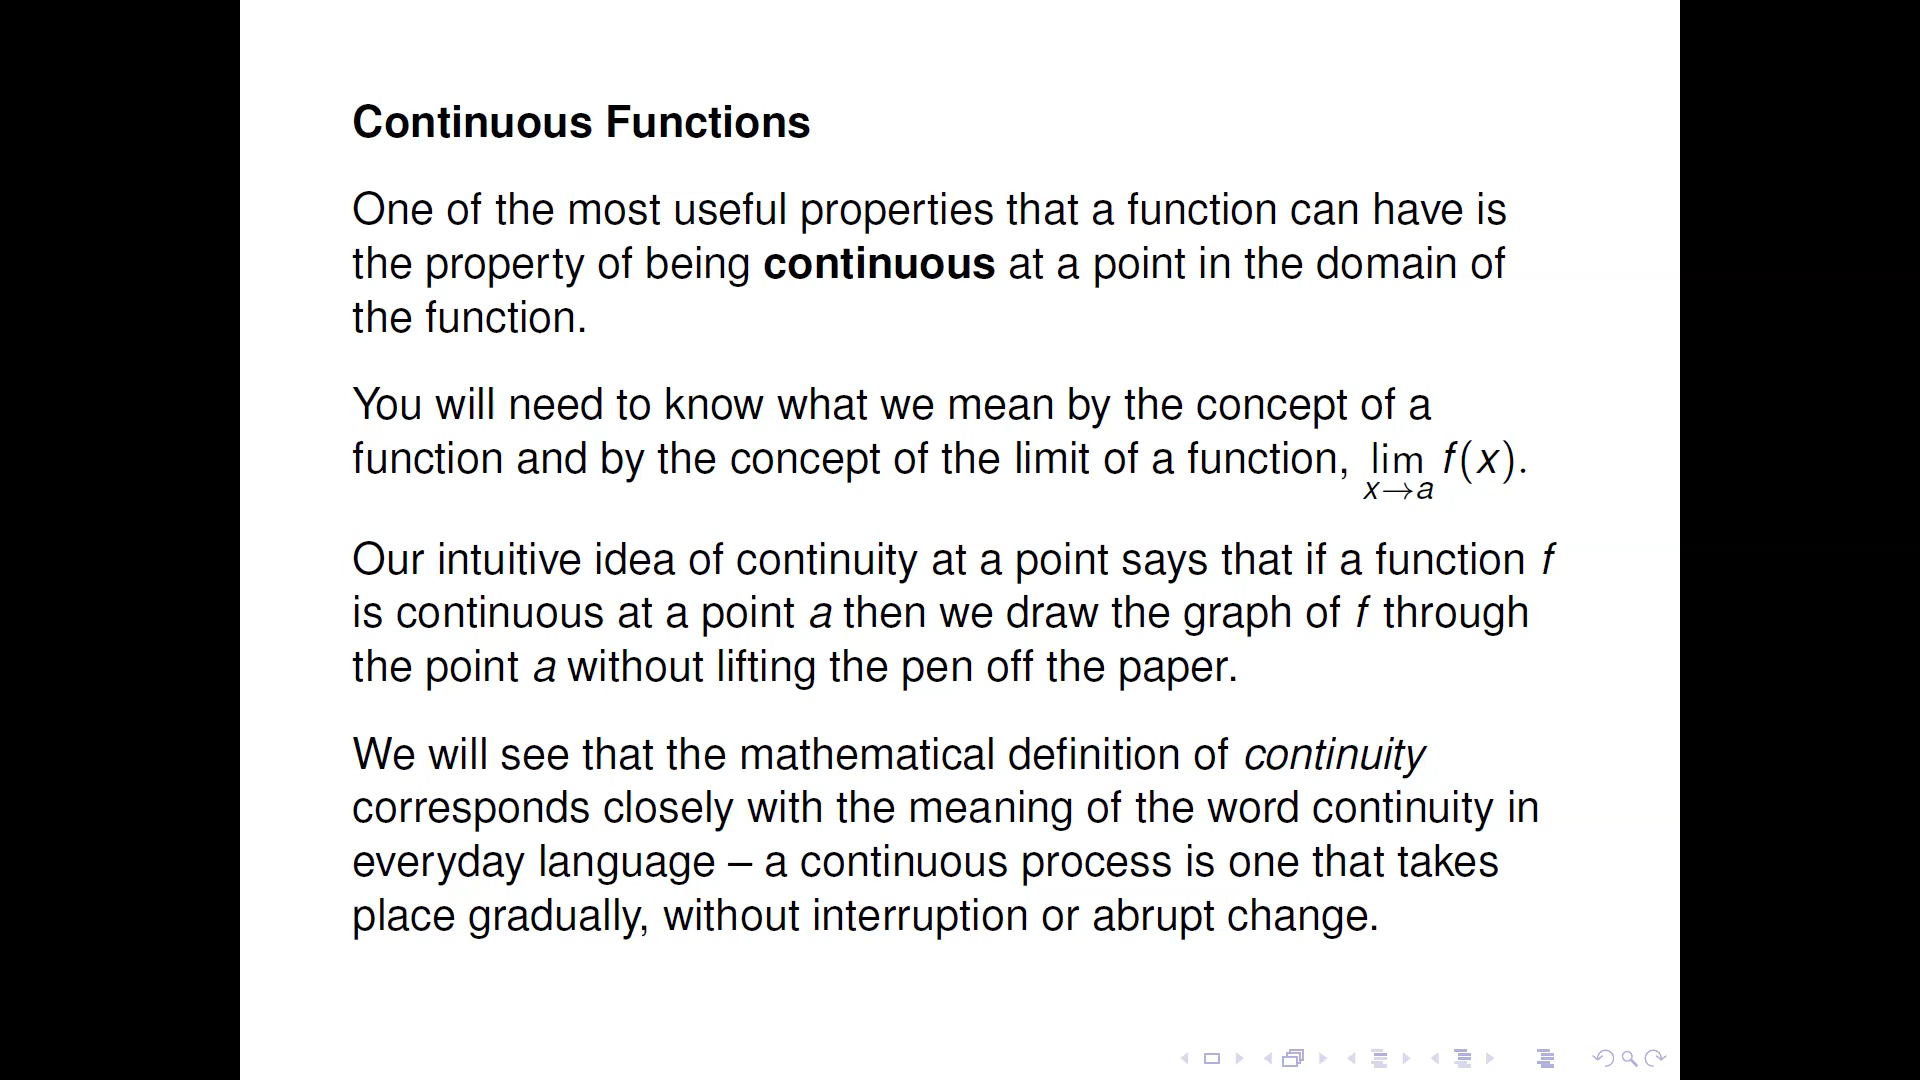 Continuous Functions
One of the most useful properties that a function can have is
the property of being continuous at a point in the domain of
the function.
You will need to know what we mean by the concept of a
function and by the concept of the limit of a function, lim f(x).
x→a
Our intuitive idea of continuity at a point says that if a function f
is continuous at a point a then we draw the graph of f through
the point a without lifting the pen off the paper.
We will see that the mathematical definition of continuity
corresponds closely with the meaning of the word continuity in
everyday language – a continuous process is one that takes
place gradually, without interruption or abrupt change.